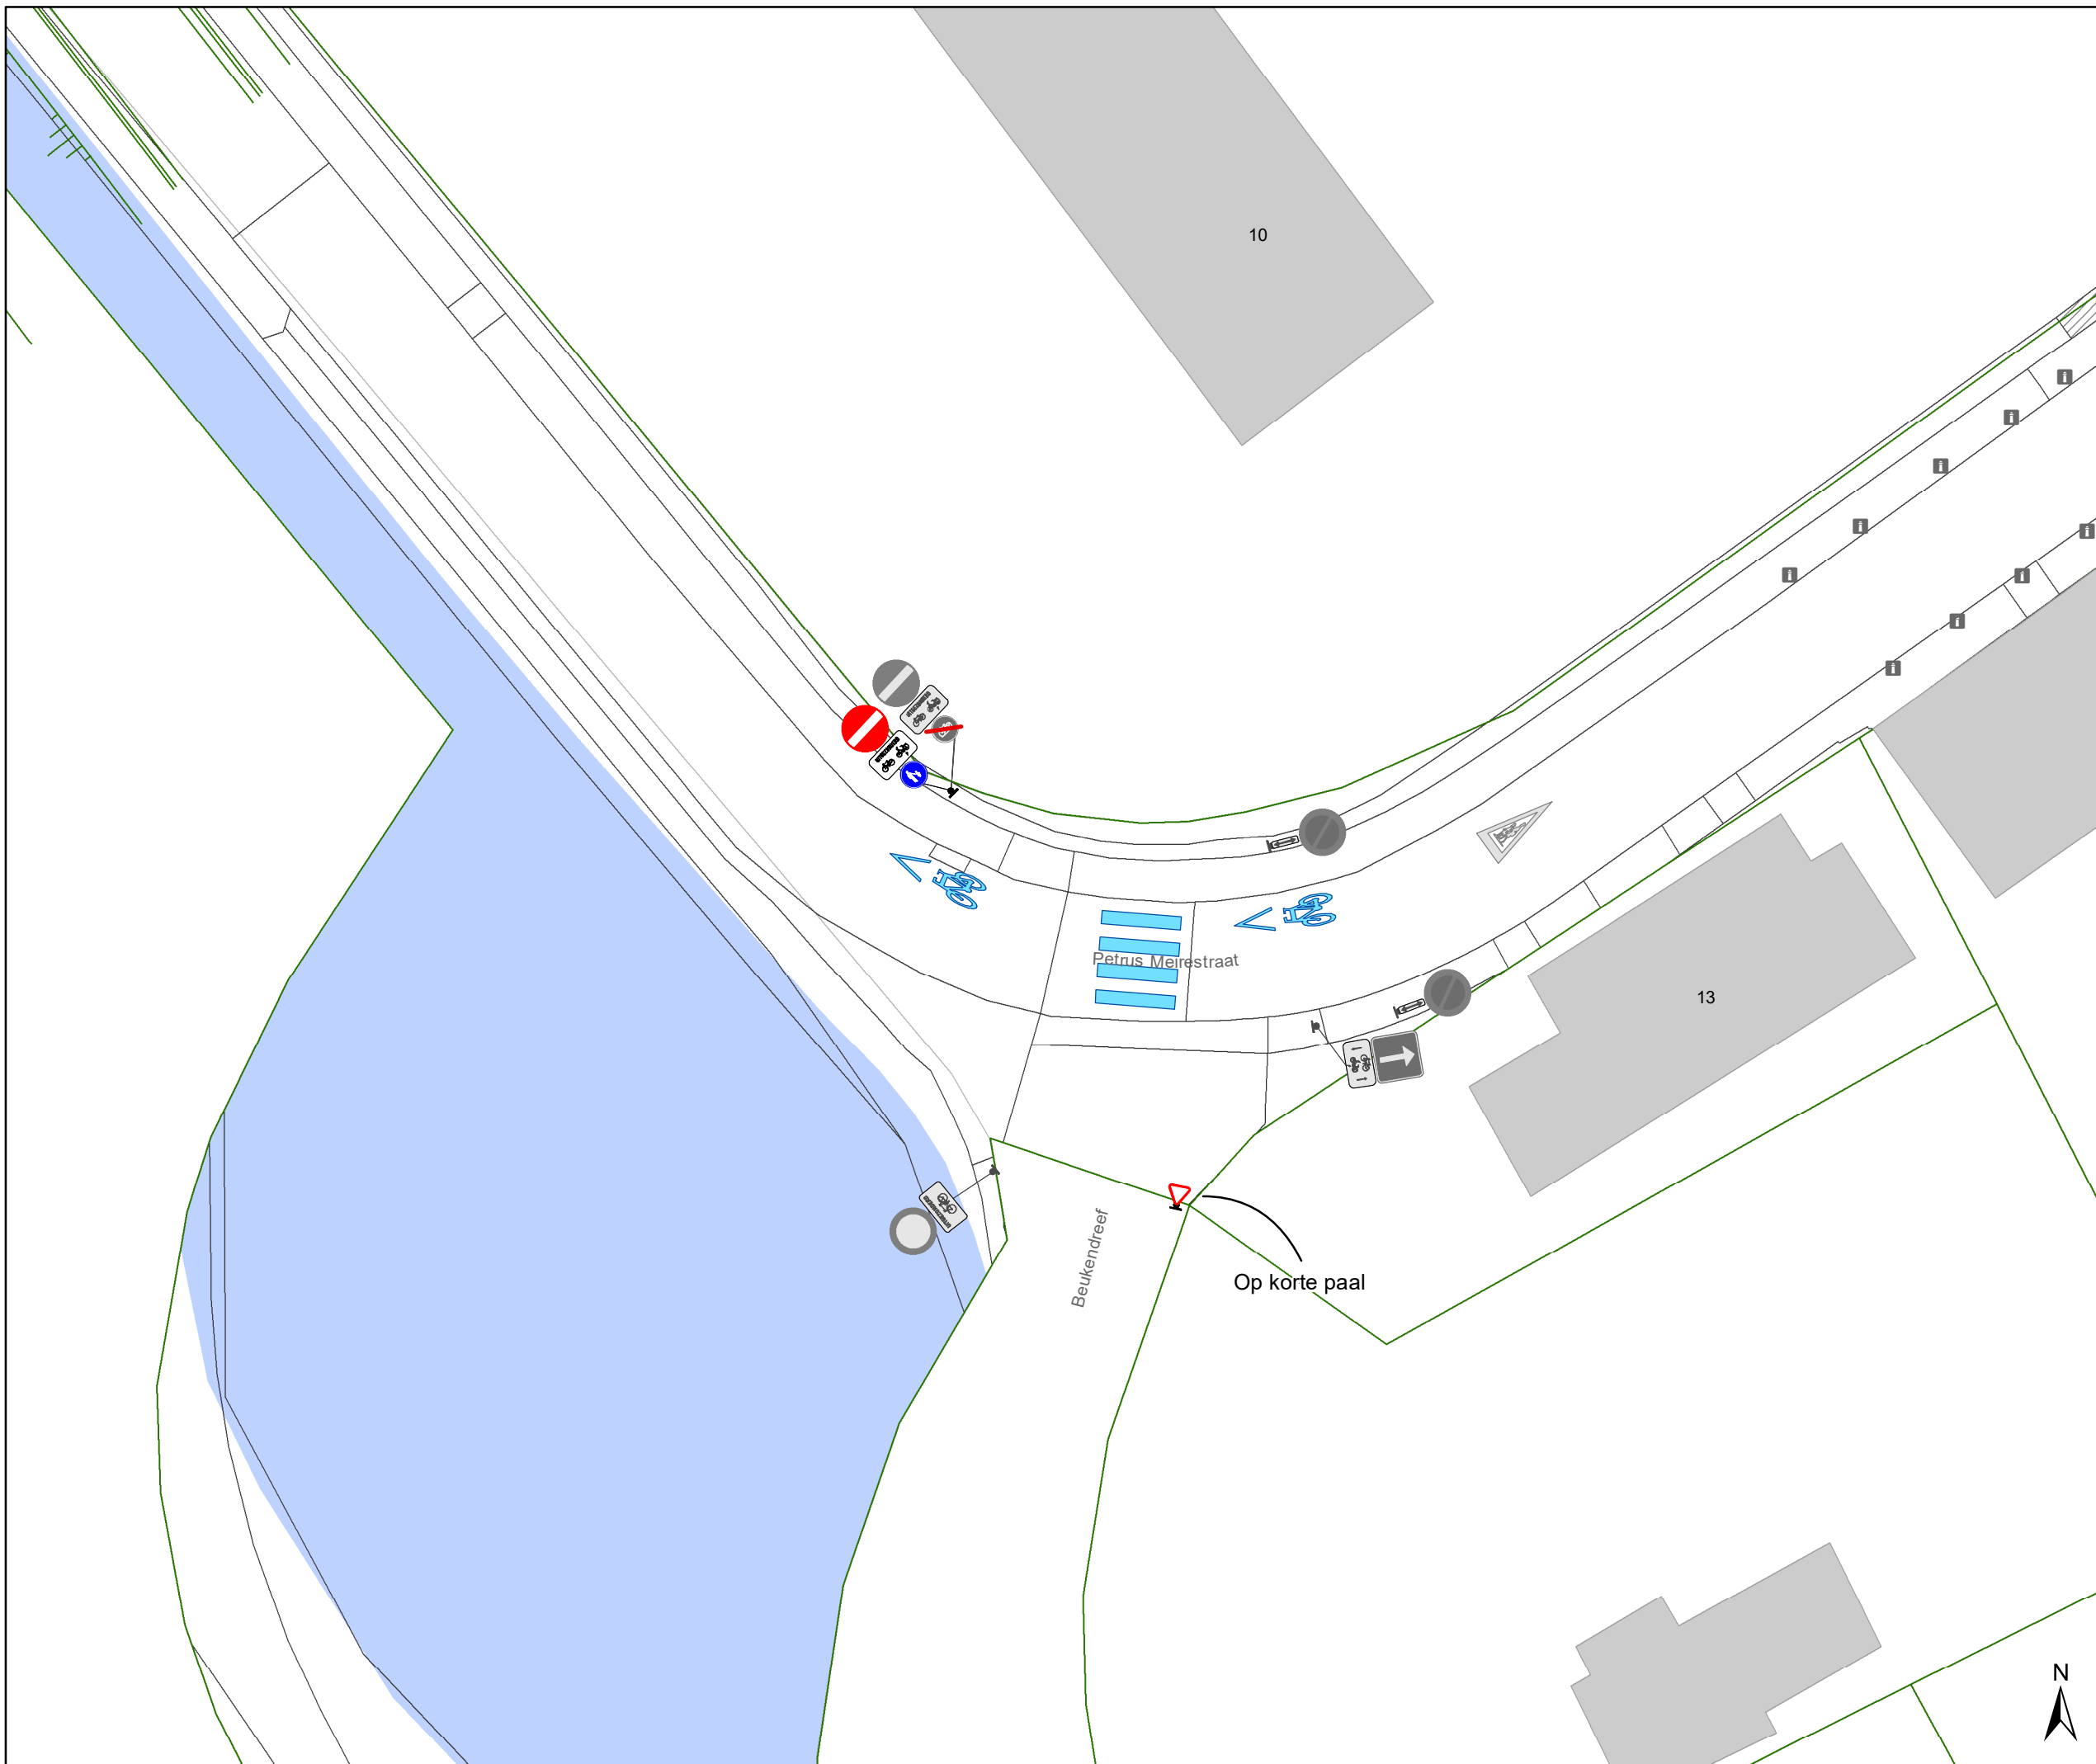 10
Petrus Meirestraat
13
Beukendreef
Op korte paal
N